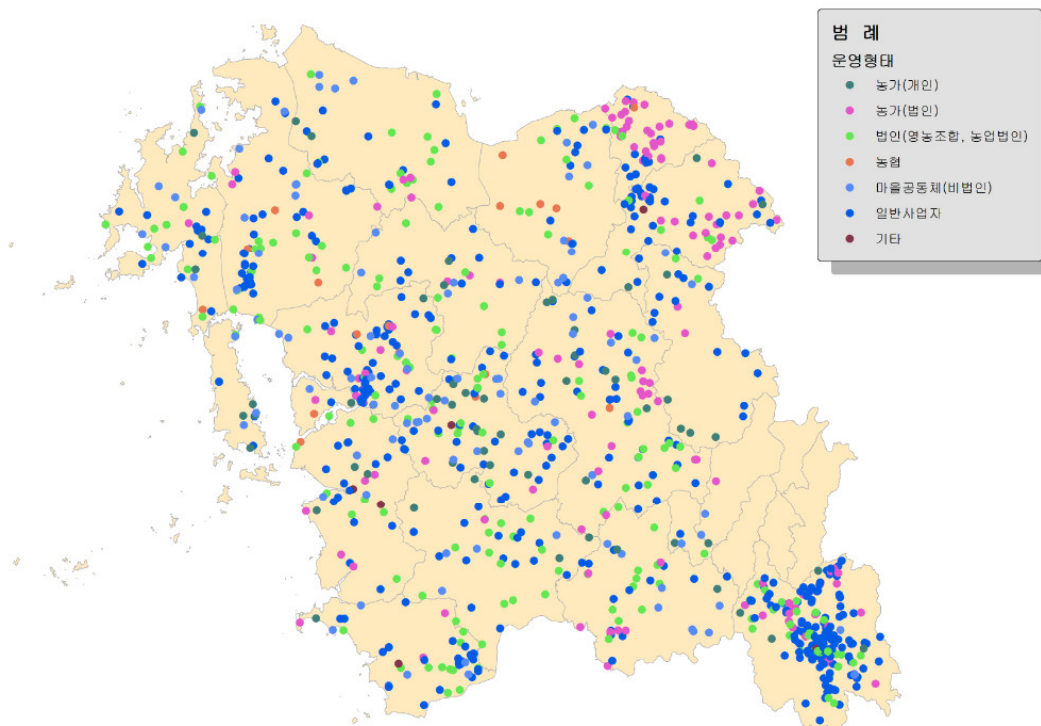 범 례
운영형태
농가(개인)
농가(법인)
법인(영농조합, 농업법인)
농협
마을공동체(비법인)
일반사업자
기타